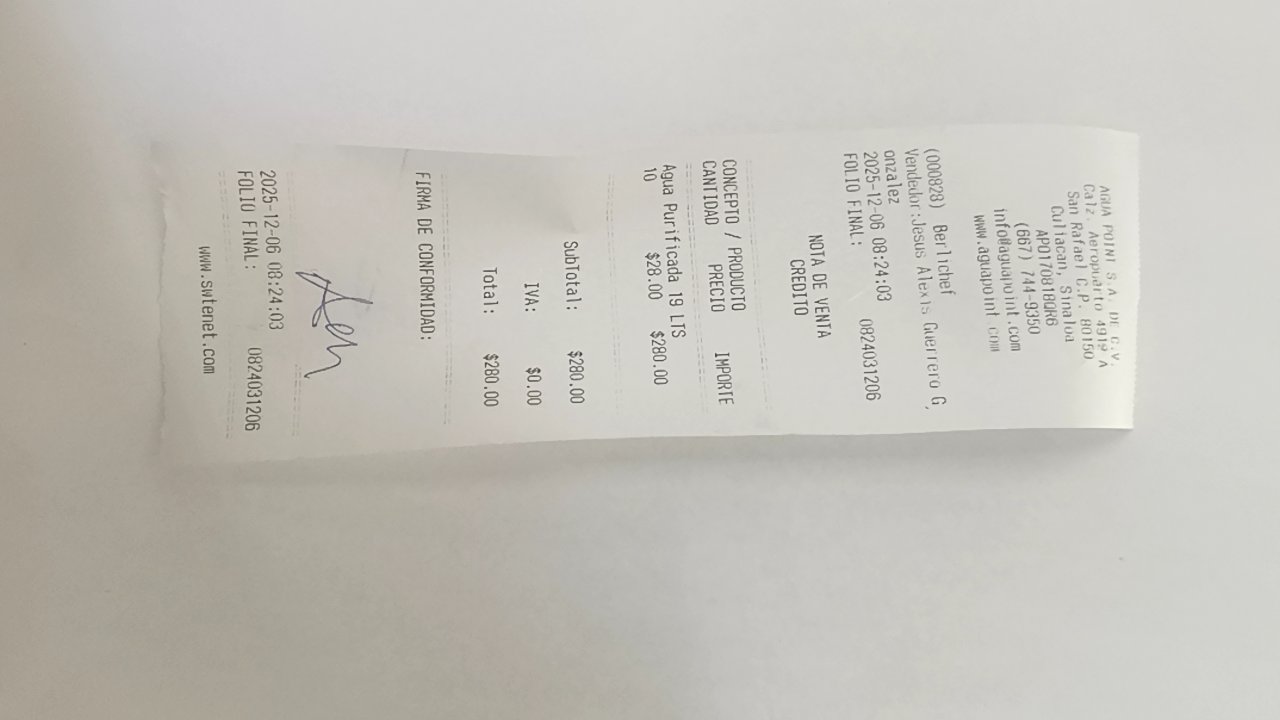 AGUA POINT S.A. DE C.V.
Calz. Aeropuerto 4919 A
San Rafael C.P. 80150
Culiacan, Sinaloa
APO170818QR6
(667) 744-9350
info@aguapoint.com
www.aguapoint.com
(000828) Berlichef
Vendedor:Jesus Alexis Guerrero G
onzalez
2025-12-06 08:24:03
FOLIO FINAL: 0824031206
NOTA DE VENTA
CREDITO
CONCEPTO / PRODUCTO
CANTIDAD PRECIO IMPORTE
Agua Purificada 19 LTS
10 $28.00 $280.00
SubTotal: $280.00
IVA: $0.00
Total: $280.00
FIRMA DE CONFORMIDAD:
2025-12-06 08:24:03
FOLIO FINAL: 0824031206
www.swtenet.com